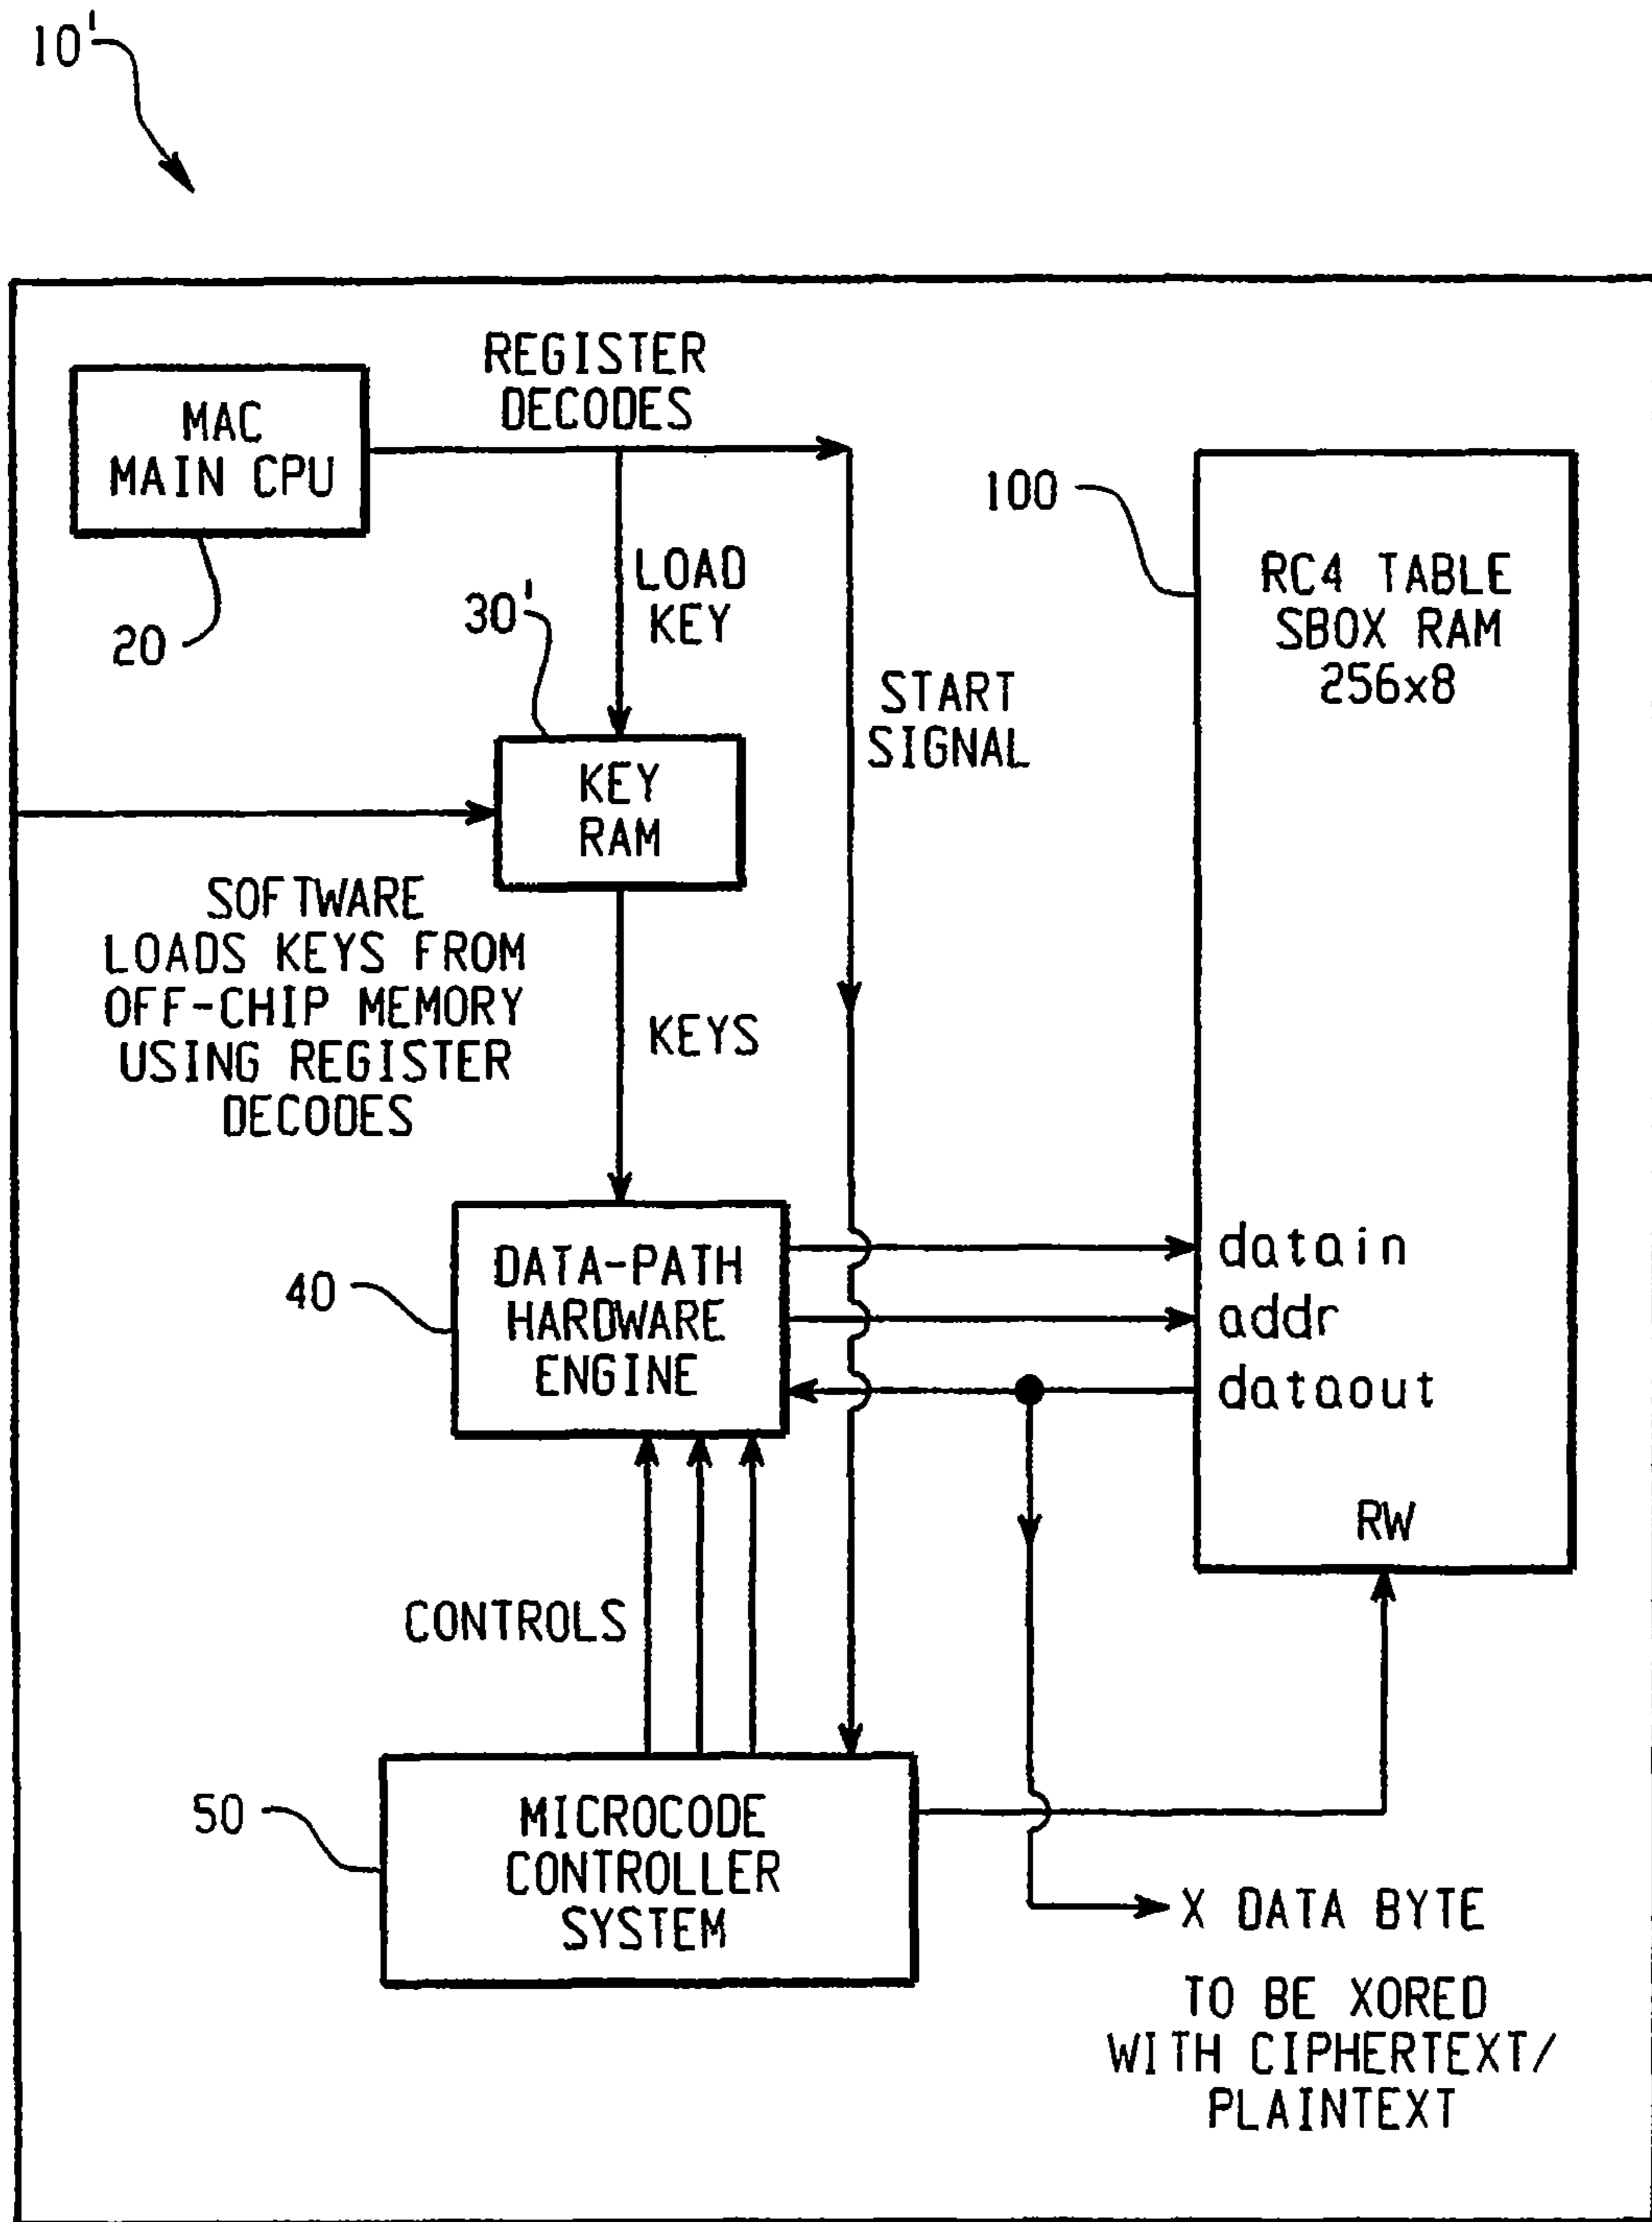 10'
REGISTER
DECODES
MAC
MAIN CPU
20
LOAD
KEY
30'
100
RC4 TABLE
SBOX RAM
256x8
START
SIGNAL
KEY
RAM
SOFTWARE
LOADS KEYS FROM
OFF-CHIP MEMORY
USING REGISTER
DECODES
KEYS
40
DATA-PATH
HARDWARE
ENGINE
datain
addr
dataout
RW
CONTROLS
50
MICROCODE
CONTROLLER
SYSTEM
X DATA BYTE
TO BE XORED
WITH CIPHERTEXT/
PLAINTEXT